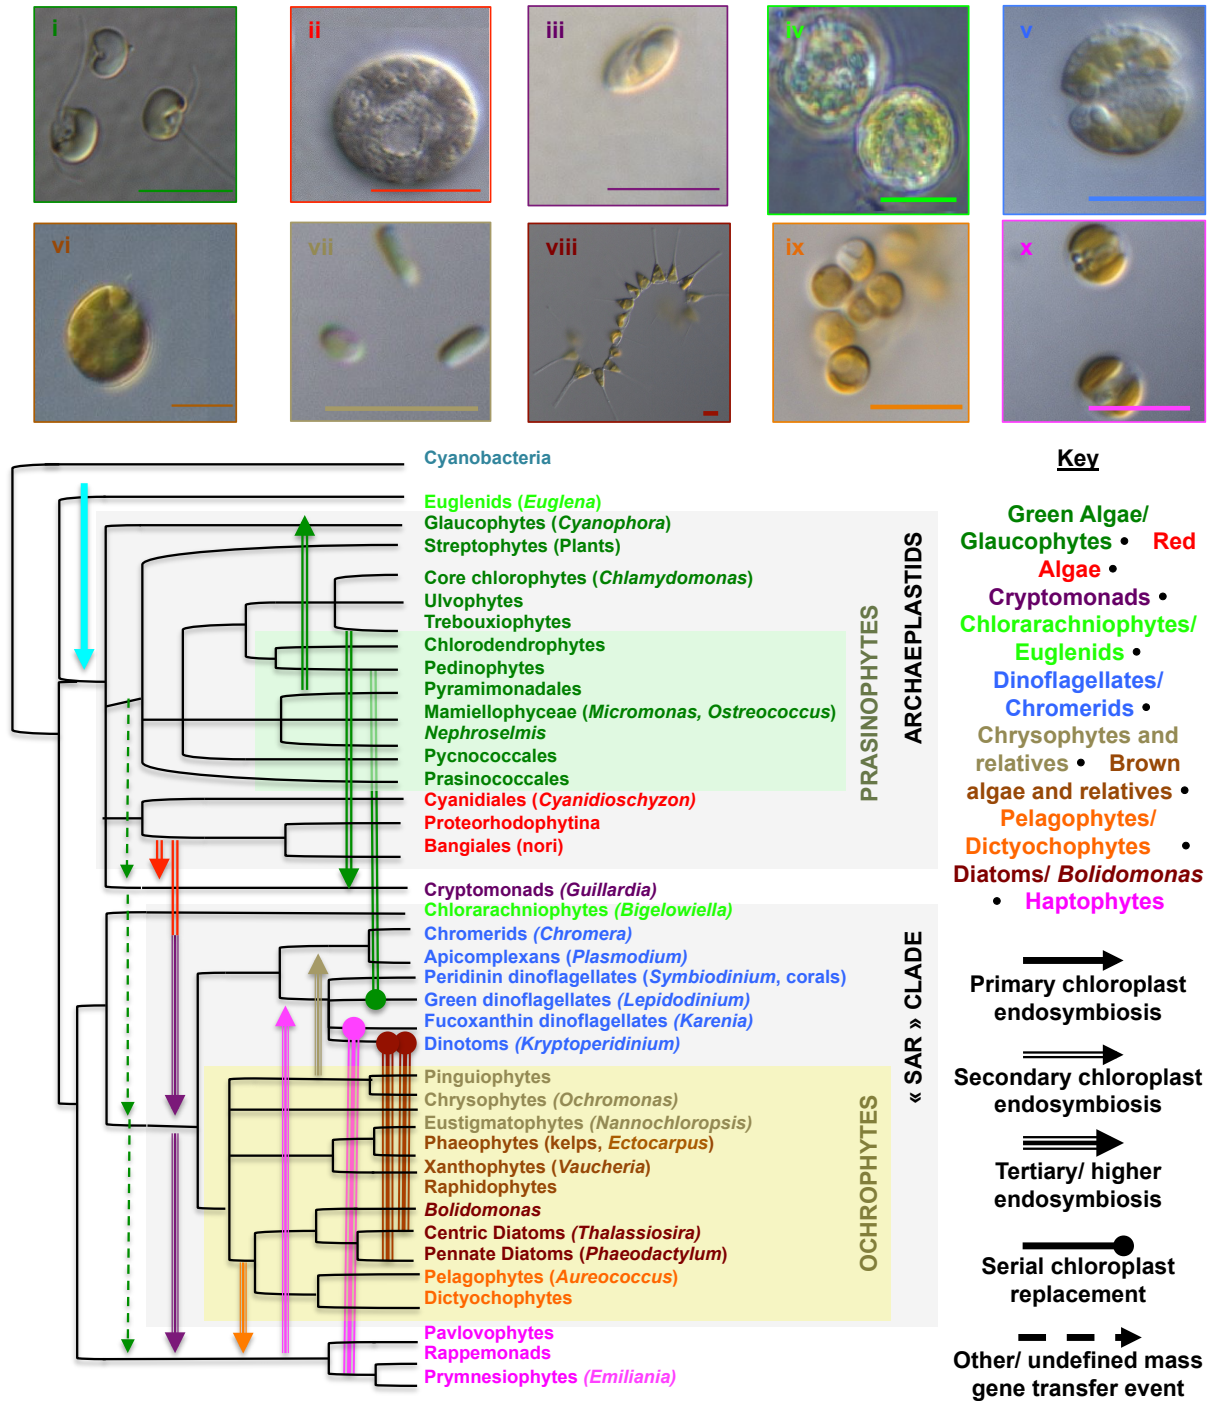 i
ii
iii
iv
v
vi
vii
viii
ix
x
Cyanobacteria
Euglenids (Euglena)
Glaucophytes (Cyanophora)
Streptophytes (Plants)
Core chlorophytes (Chlamydomonas)
Ulvophytes
Trebouxiophytes
Chlorodendrophytes
Pedinophytes
Pyramimonadales
Mamiellophyceae (Micromonas, Ostreococcus)
Nephroselmis
Pycnococcales
Prasinococcales
Cyanidiales (Cyanidioschyzon)
Proteorhodophytina
Bangiales (nori)
Cryptomonads (Guillardia)
Chlorarachniophytes (Bigelowiella)
Chromerids (Chromera)
Apicomplexans (Plasmodium)
Peridinin dinoflagellates (Symbiodinium, corals)
Green dinoflagellates (Lepidodinium)
Fucoxanthin dinoflagellates (Karenia)
Dinotoms (Kryptoperidinium)
Pinguiophytes
Chrysophytes (Ochromonas)
Eustigmatophytes (Nannochloropsis)
Phaeophytes (kelps, Ectocarpus)
Xanthophytes (Vaucheria)
Raphidophytes
Bolidomonas
Centric Diatoms (Thalassiosira)
Pennate Diatoms (Phaeodactylum)
Pelagophytes (Aureococcus)
Dictyochophytes
Pavlovophytes
Rappemonads
Prymnesiophytes (Emiliania)
PRASINOPHYTES
ARCHAEPLASTIDS
OCHROPHYTES
« SAR » CLADE
Key
Green Algae/
Glaucophytes • Red
Algae •
Cryptomonads •
Chlorarachniophytes/
Euglenids •
Dinoflagellates/
Chromerids •
Chrysophytes and
relatives • Brown
algae and relatives •
Pelagophytes/
Dictyochophytes •
Diatoms/ Bolidomonas
• Haptophytes
Primary chloroplast
endosymbiosis
Secondary chloroplast
endosymbiosis
Tertiary/ higher
endosymbiosis
Serial chloroplast
replacement
Other/ undefined mass
gene transfer event